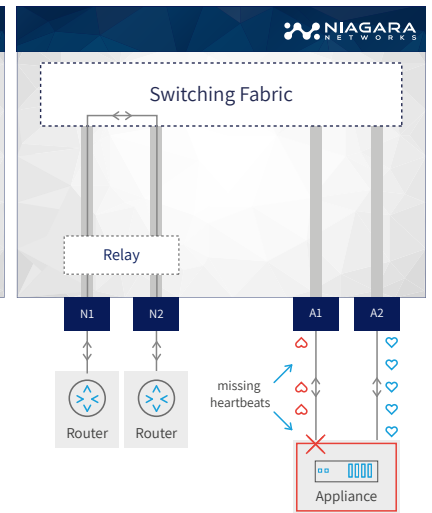 NIAGARA
NETWORKS
Switching Fabric
Relay
N1
N2
A1
A2
missing
heartbeats
Router
Router
Appliance